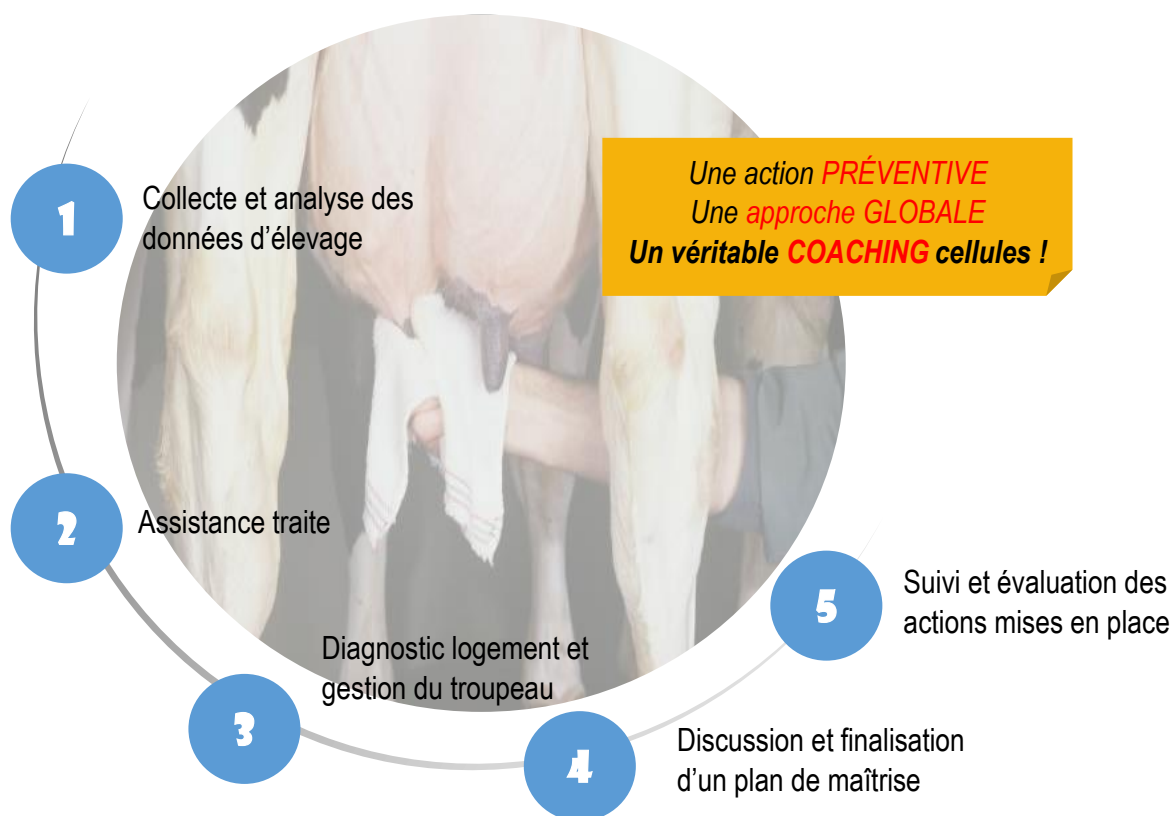 Une action PRÉVENTIVE
Une approche GLOBALE
Un véritable COACHING cellules !
1
Collecte et analyse des
données d’élevage
2
Assistance traite
3
Diagnostic logement et
gestion du troupeau
4
Discussion et finalisation
d’un plan de maîtrise
5
Suivi et évaluation des
actions mises en place